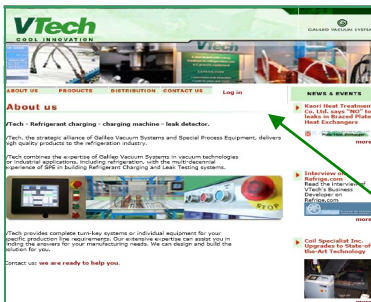 VTech
COOL INNOVATION
GALILEO VACUUM SYSTEMS
ABOUT US PRODUCTS DISTRIBUTION CONTACT US Log in
About us
VTech - Refrigerant charging - charging machine - leak detector.
VTech, the strategic alliance of Galileo Vacuum Systems and Special Process Equipment, delivers
high quality products to the refrigeration industry.
VTech combines the expertise of Galileo Vacuum Systems in vacuum technologies
for industrial applications, including refrigeration, with the multi-decennial
experience of SPE in building Refrigerant Charging and Leak Testing systems.
STOP
VTech provides complete turn-key systems or individual equipment for your
specific production line requirements. Our extensive expertise can assist you in
finding the answers for your manufacturing needs. We can design and build the
solution for you.
Contact us: we are ready to help you.
NEWS & EVENTS
Kaori Heat Treatment
Co. Ltd. says "NO" to
leaks in Brazed Plate
Heat Exchangers
more
Interview on
Refrige.com
Read the Interview of
VTech's Business
Developer on
Refrige.com
more
Coil Specialist Inc.
Upgrades to State-of-
the-Art Technology
more